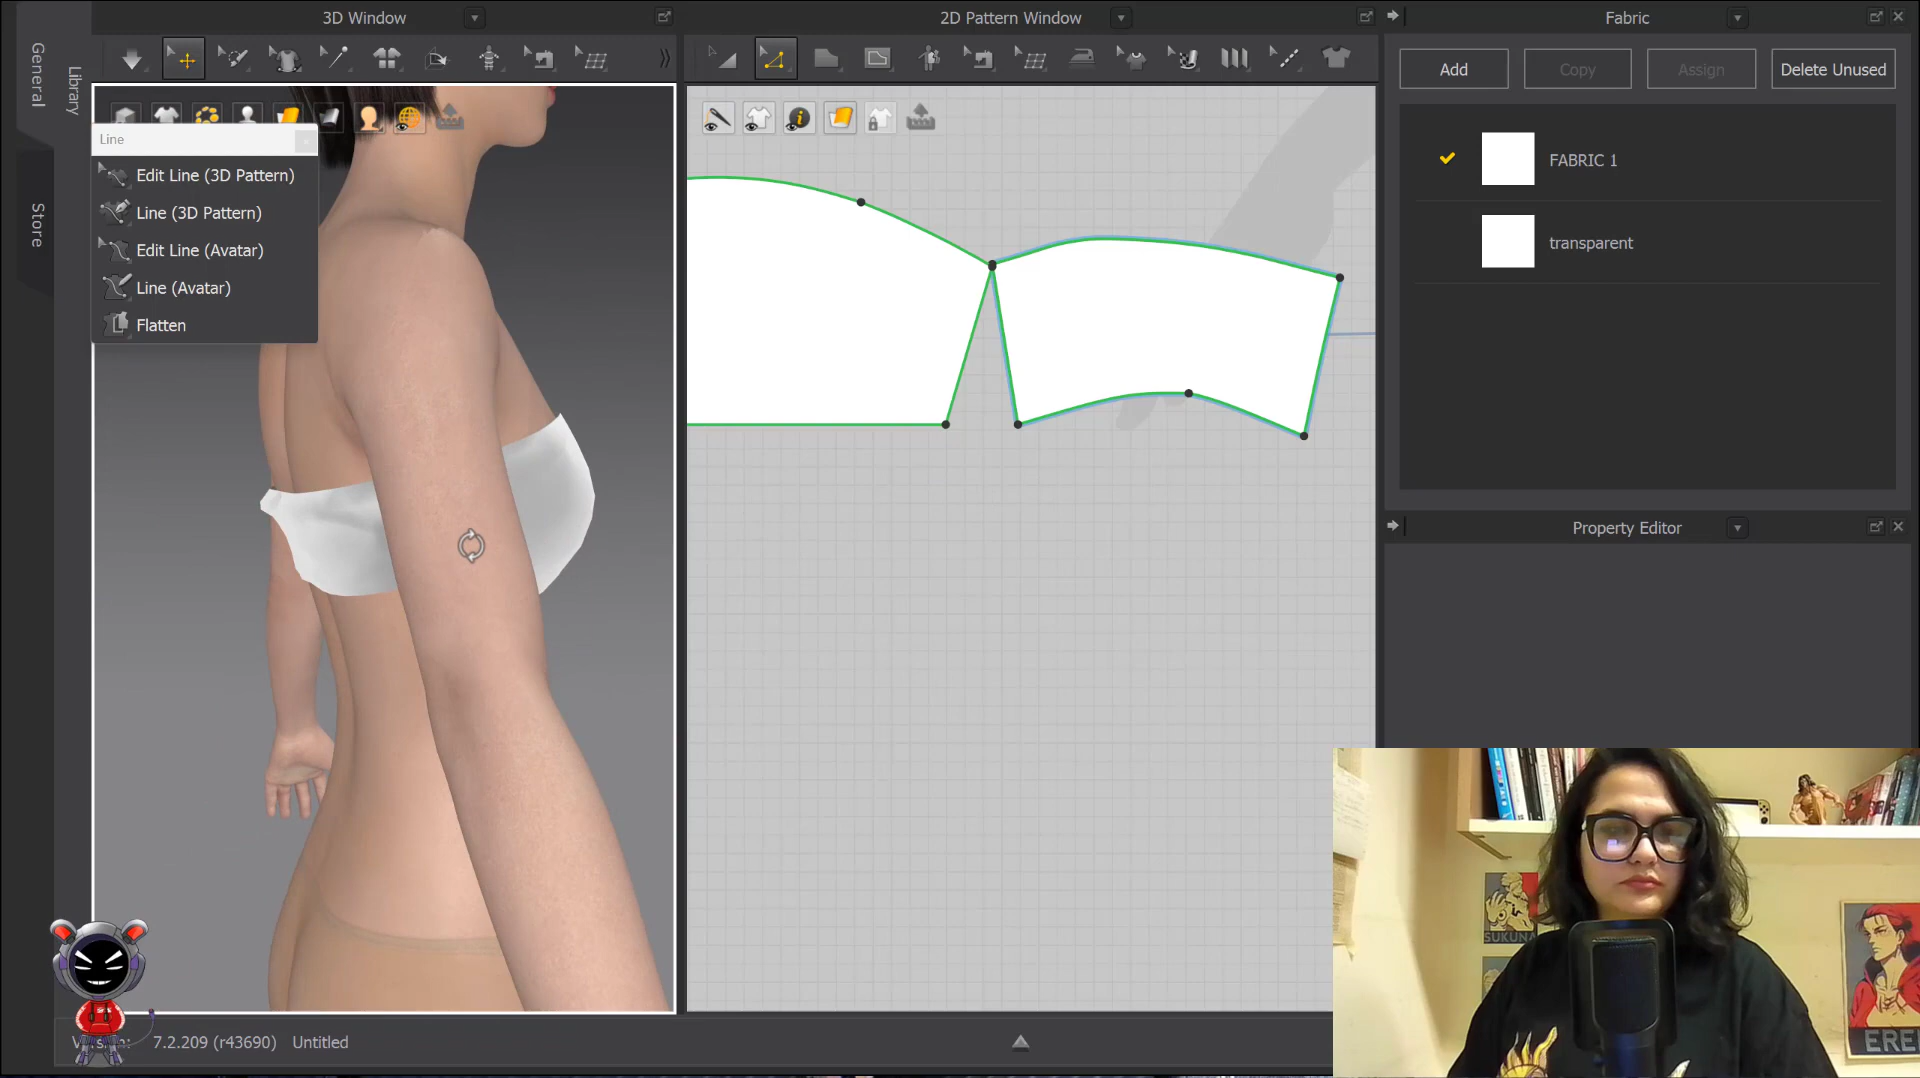 General
Library
Store
3D Window
2D Pattern Window
Fabric
Add
Copy
Assign
Delete Unused
FABRIC 1
transparent
Property Editor
Line
Edit Line (3D Pattern)
Line (3D Pattern)
Edit Line (Avatar)
Line (Avatar)
Flatten
7.2.209 (r43690)
Untitled
SUKUNA
EREN